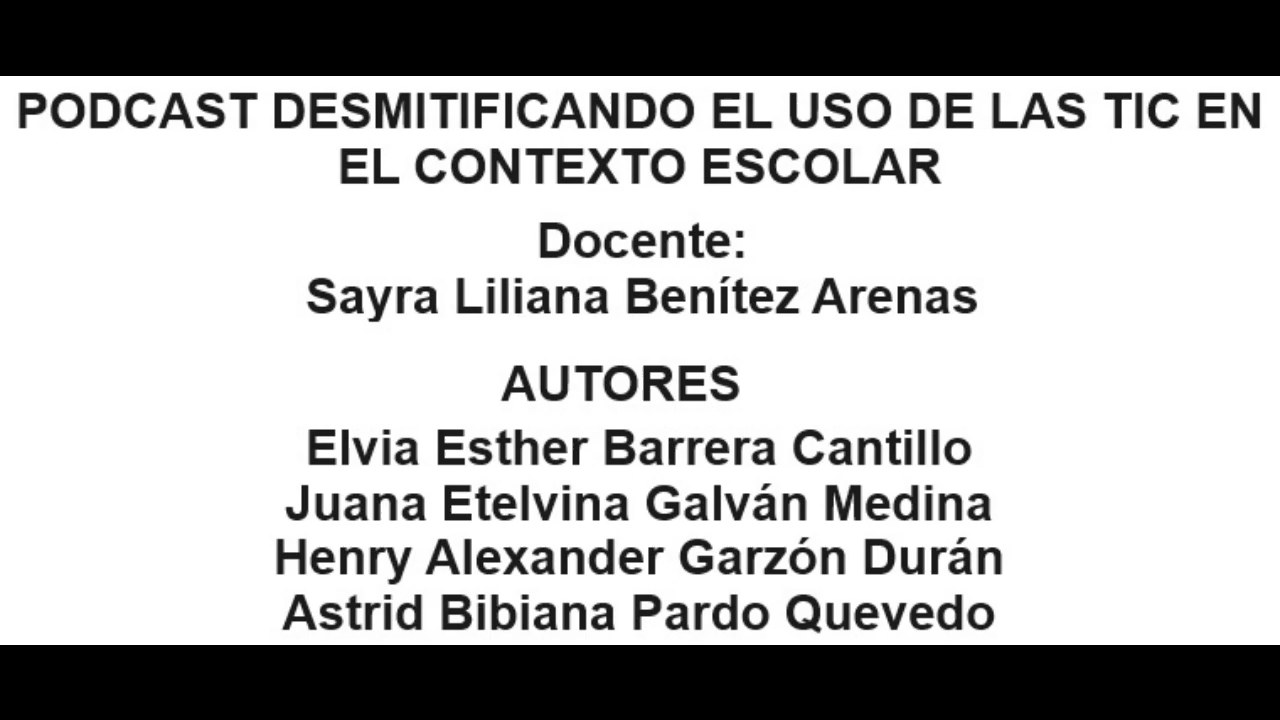 PODCAST DESMITIFICANDO EL USO DE LAS TIC EN
EL CONTEXTO ESCOLAR
Docente:
Sayra Liliana Benítez Arenas
AUTORES
Elvia Esther Barrera Cantillo
Juana Etelvina Galván Medina
Henry Alexander Garzón Durán
Astrid Bibiana Pardo Quevedo